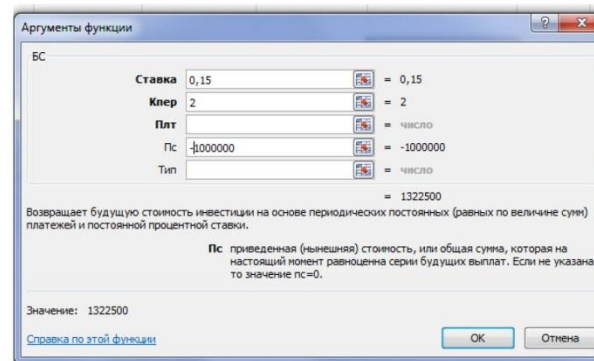 Аргументы функции
БС
Ставка 0,15 = 0,15
Кпер 2 = 2
Плт = число
Пс -1000000 = -1000000
Тип = число
= 1322500
Возвращает будущую стоимость инвестиции на основе периодических постоянных (равных по величине сумм)
платежей и постоянной процентной ставки.
Пс приведенная (нынешняя) стоимость, или общая сумма, которая на
настоящий момент равноценна серии будущих выплат. Если не указана
то значение пс=0.
Значение: 1322500
Справка по этой функции
ОК Отмена